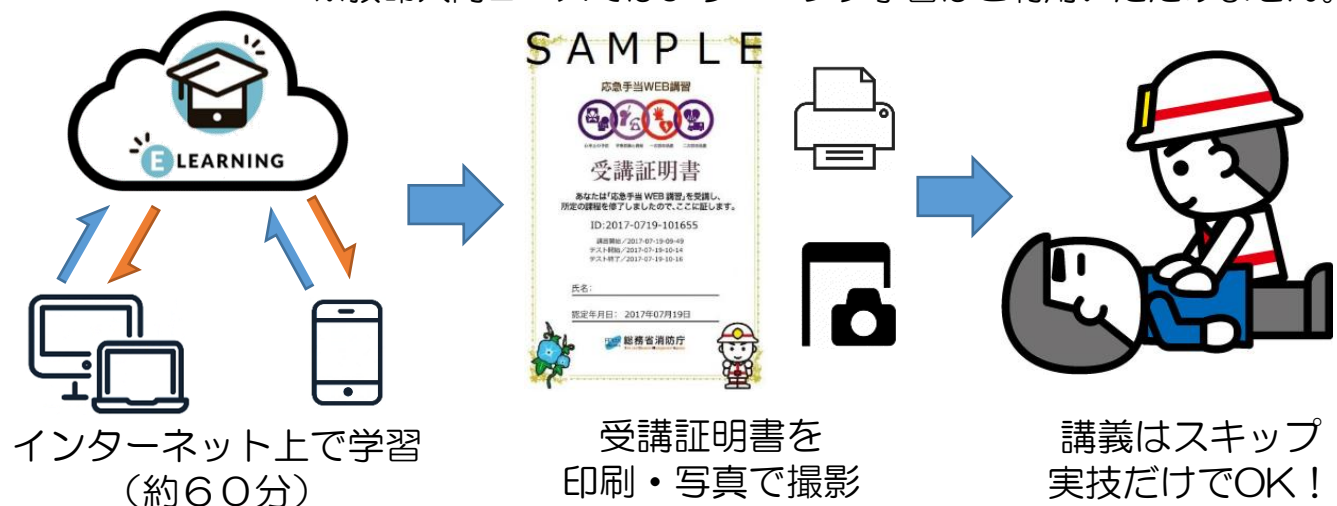 E LEARNING
SAMPLE
応急手当WEB講習
受講証明書
あなたは「応急手当 WEB 講習」を受講し、
所定の課程を修了しましたので、ここに証します。
ID:2017-0719-101655
講習開始／2017-07-19-09-49
テスト開始／2017-07-19-10-14
テスト終了／2017-07-19-10-16
氏名:
認定年月日: 2017年07月19日
総務省消防庁
インターネット上で学習
（約６０分）
受講証明書を
印刷・写真で撮影
講義はスキップ
実技だけでOK！